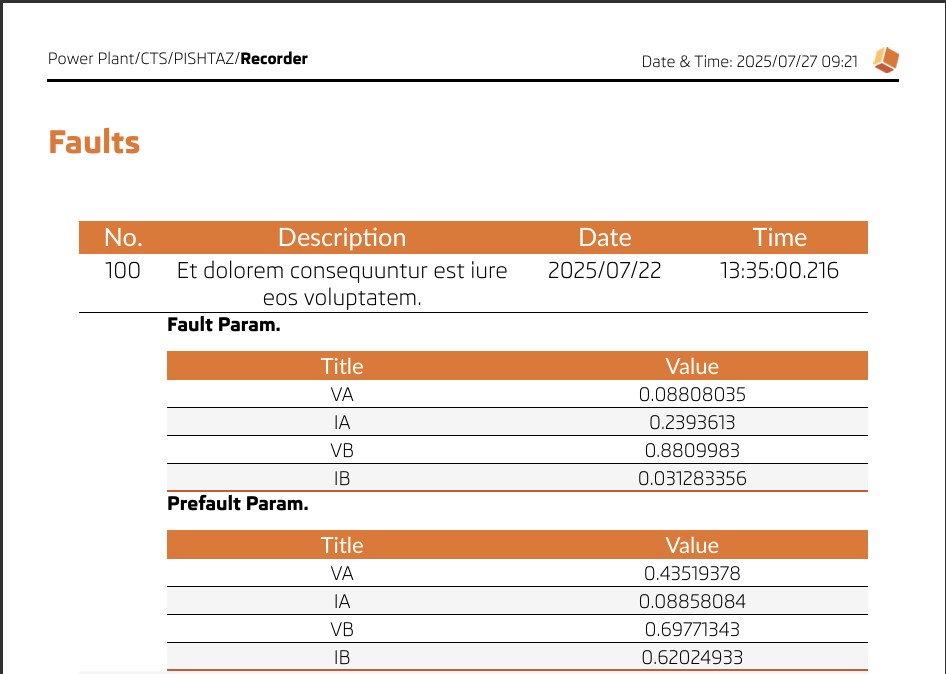 Power Plant/CTS/PISHTAZ/Recorder
Date & Time: 2025/07/27 09:21
Faults
No. Description Date Time
100 Et dolorem consequuntur est iure 2025/07/22 13:35:00.216
eos voluptatem.
Fault Param.
Title Value
VA 0.08808035
IA 0.2393613
VB 0.8809983
IB 0.031283356
Prefault Param.
Title Value
VA 0.43519378
IA 0.08858084
VB 0.69771343
IB 0.62024933